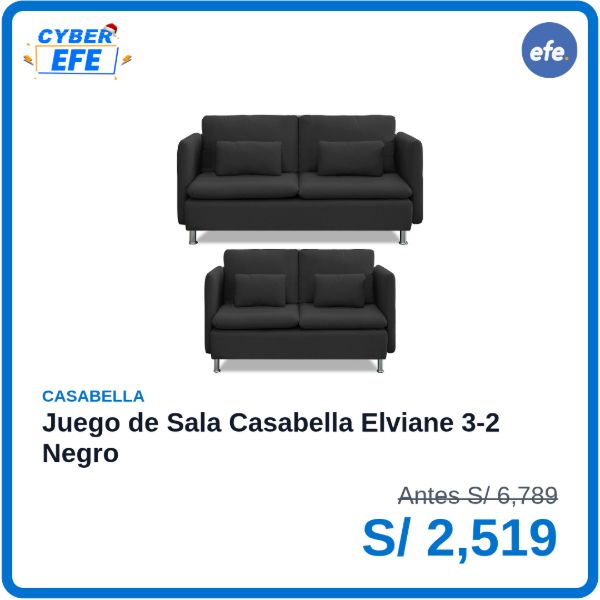 CYBER
EFE
efe.
CASABELLA
Juego de Sala Casabella Elviane 3-2
Negro
Antes S/ 6,789
S/ 2,519